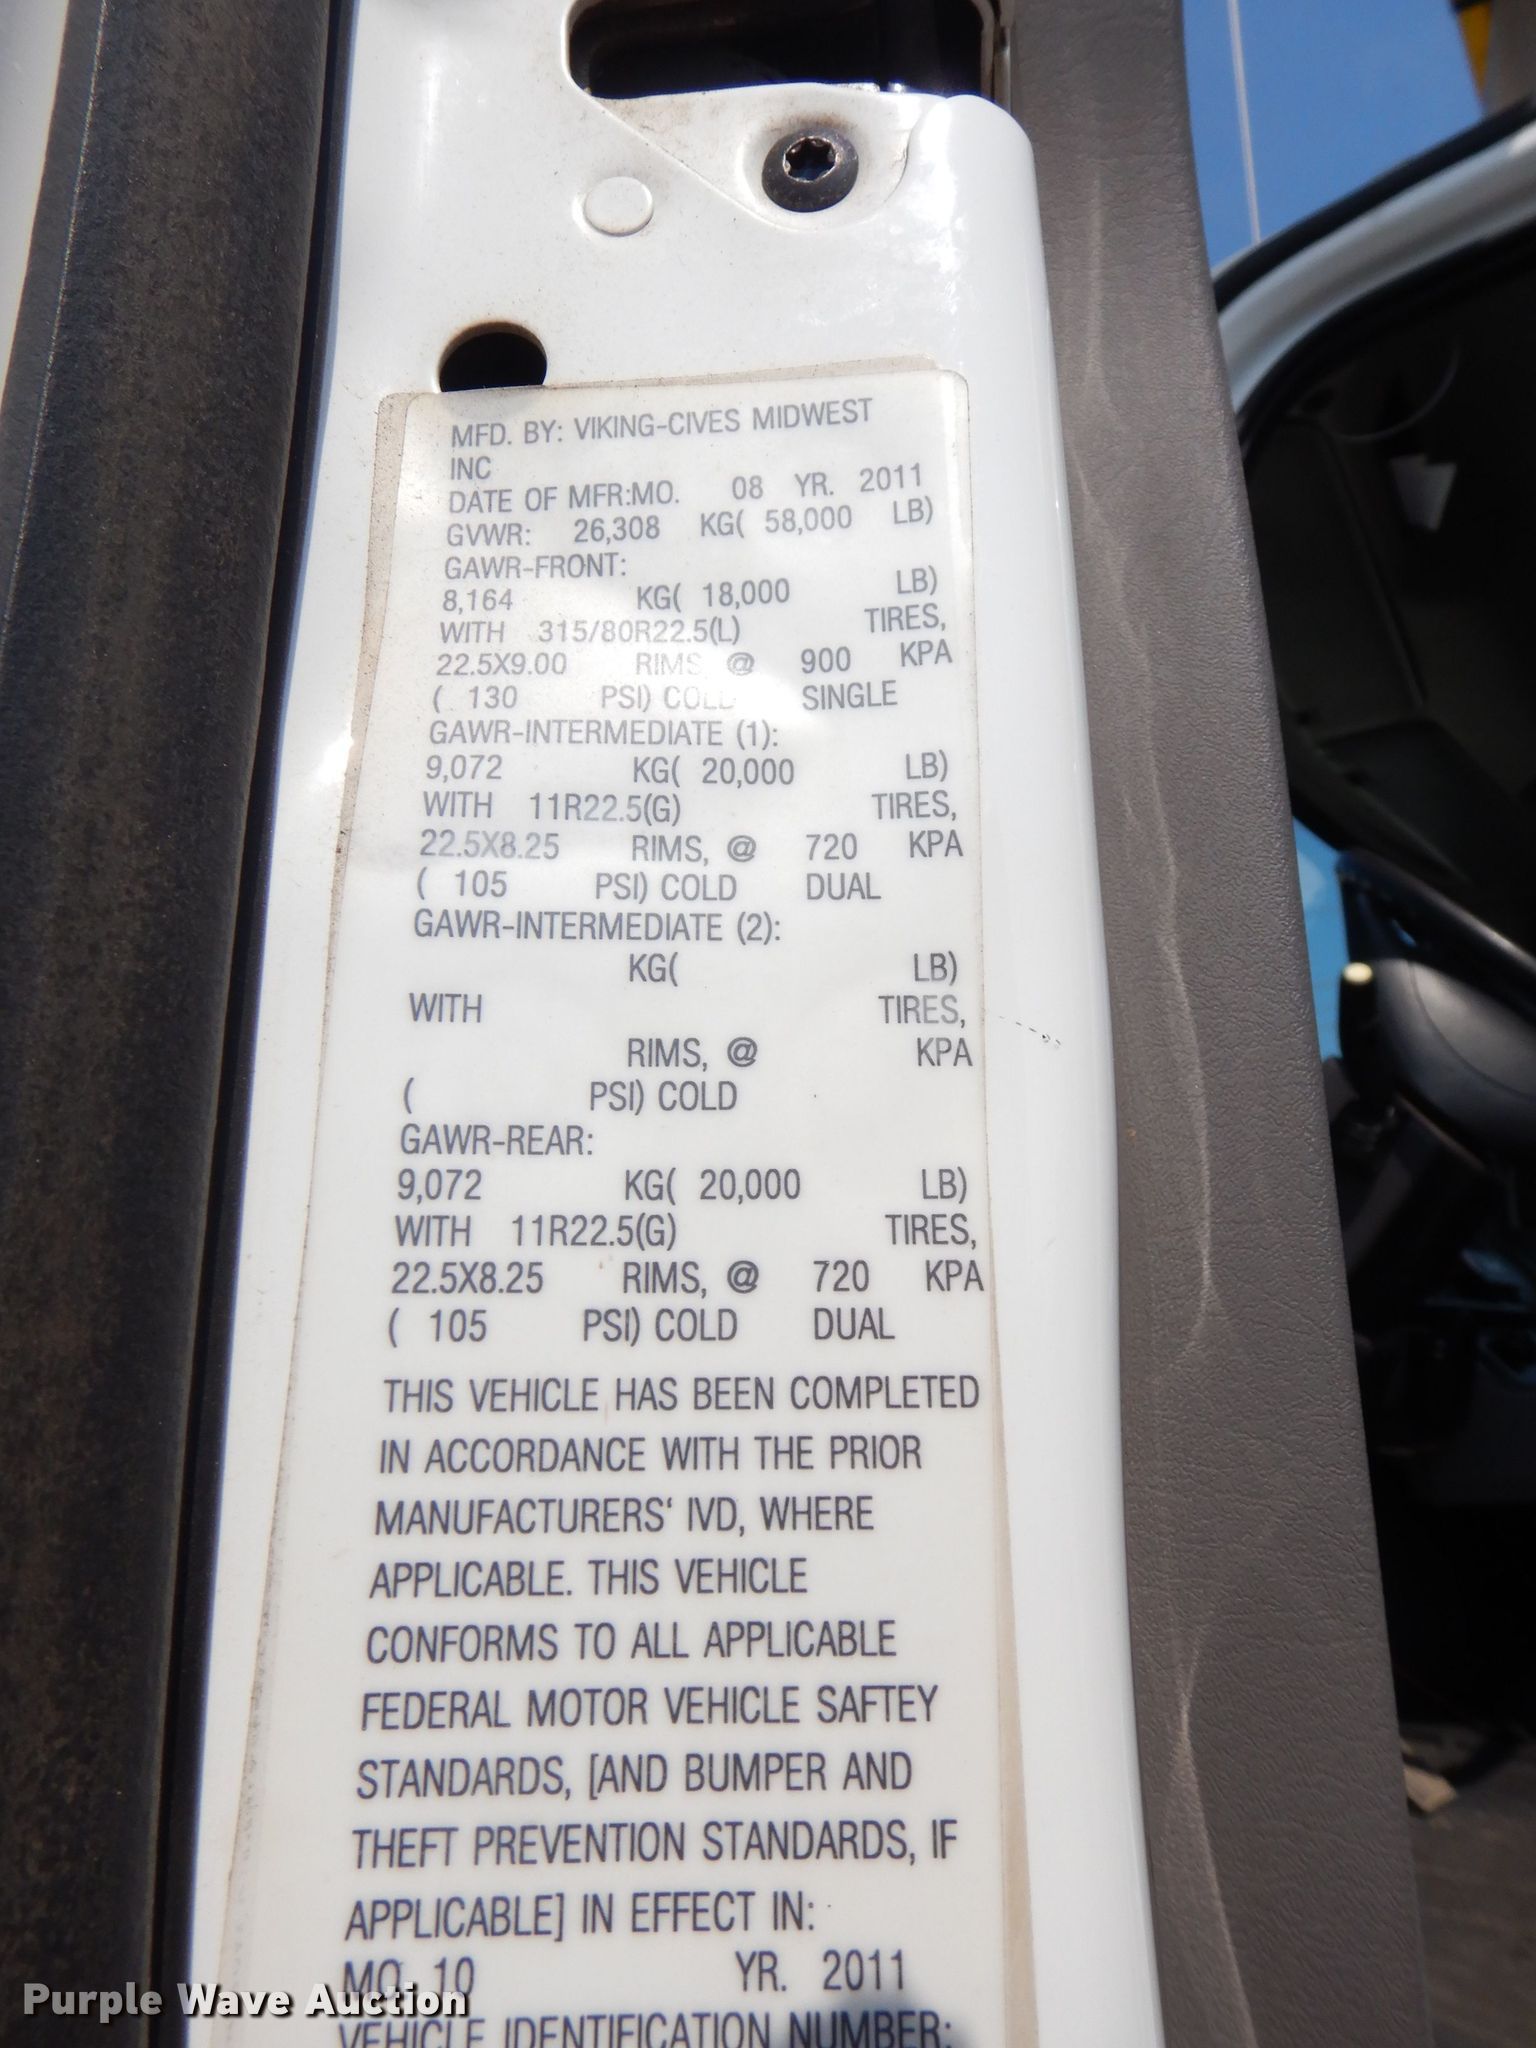 MFD. BY: VIKING-CIVES MIDWEST
INC
DATE OF MFR:MO. 08 YR. 2011
GVWR: 26,308 KG( 58,000 LB)
GAWR-FRONT:
8,164 KG( 18,000 LB)
WITH 315/80R22.5(L) TIRES,
22.5X9.00 RIMS @ 900 KPA
( 130 PSI) COLD SINGLE
GAWR-INTERMEDIATE (1):
9,072 KG( 20,000 LB)
WITH 11R22.5(G) TIRES,
22.5X8.25 RIMS, @ 720 KPA
( 105 PSI) COLD DUAL
GAWR-INTERMEDIATE (2):
KG( LB)
WITH TIRES,
RIMS, @ KPA
( PSI) COLD
GAWR-REAR:
9,072 KG( 20,000 LB)
WITH 11R22.5(G) TIRES,
22.5X8.25 RIMS, @ 720 KPA
( 105 PSI) COLD DUAL
THIS VEHICLE HAS BEEN COMPLETED
IN ACCORDANCE WITH THE PRIOR
MANUFACTURERS' IVD, WHERE
APPLICABLE. THIS VEHICLE
CONFORMS TO ALL APPLICABLE
FEDERAL MOTOR VEHICLE SAFTEY
STANDARDS, [AND BUMPER AND
THEFT PREVENTION STANDARDS, IF
APPLICABLE] IN EFFECT IN:
MO. 10 YR. 2011
VEHICLE IDENTIFICATION NUMBER:
Purple Wave Auction